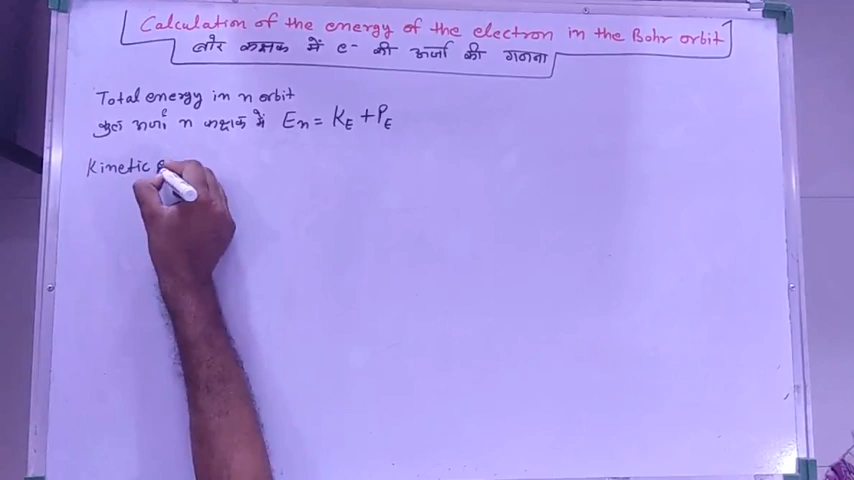 Calculation of the energy of the electron in the Bohr orbit
बोर कक्षक में e- की ऊर्जा की गणना
Total energy in n orbit
कुल ऊर्जा n कक्षक में En = KE + PE
Kinetic